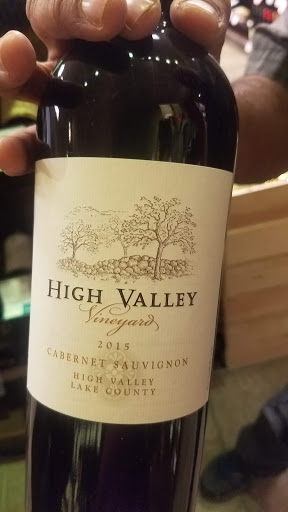 HIGH VALLEY
Vineyard
2015
CABERNET SAUVIGNON
HIGH VALLEY
LAKE COUNTY